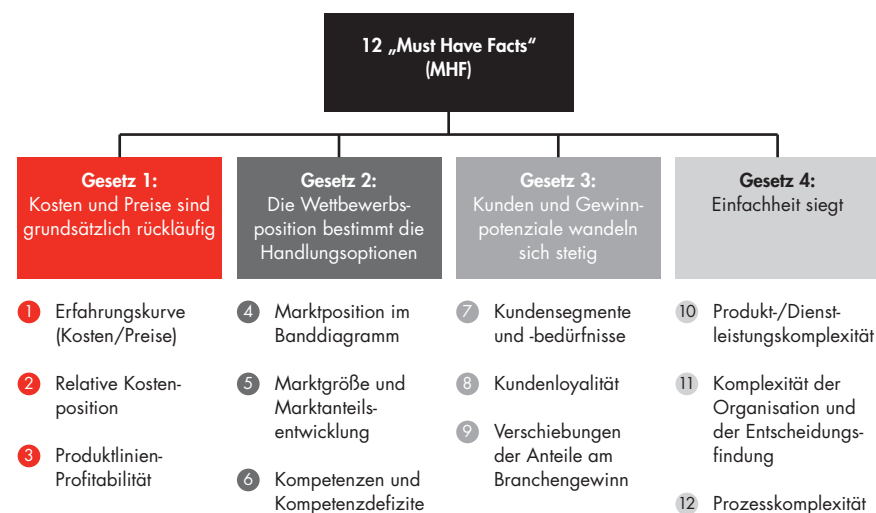 12 „Must Have Facts“
(MHF)
Gesetz 1:
Kosten und Preise sind
grundsätzlich rückläufig
Gesetz 2:
Die Wettbewerbs-
position bestimmt die
Handlungsoptionen
Gesetz 3:
Kunden und Gewinn-
potenziale wandeln
sich stetig
Gesetz 4:
Einfachheit siegt
1 Erfahrungskurve
(Kosten/Preise)
2 Relative Kosten-
position
3 Produktlinien-
Profitabilität
4 Marktposition im
Banddiagramm
5 Marktgröße und
Marktanteils-
entwicklung
6 Kompetenzen und
Kompetenzdefizite
7 Kundensegmente
und -bedürfnisse
8 Kundenloyalität
9 Verschiebungen
der Anteile am
Branchengewinn
10 Produkt-/Dienst-
leistungskomplexität
11 Komplexität der
Organisation und
der Entscheidungs-
findung
12 Prozesskomplexität